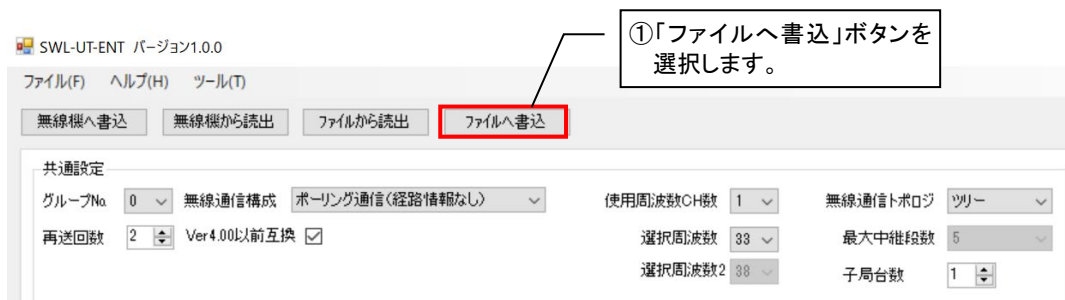 ①「ファイルへ書込」ボタンを
選択します。
SWL-UT-ENT バージョン1.0.0
ファイル(F) ヘルプ(H) ツール(T)
無線機へ書込 無線機から読出 ファイルから読出 ファイルへ書込
共通設定
グループNo. 0 無線通信構成 ポーリング通信(経路情報なし) 使用周波数CH数 1 無線通信トポロジ ツリー
再送回数 2 Ver4.00以前互換 選択周波数 33 最大中継段数 5
選択周波数2 38 子局台数 1